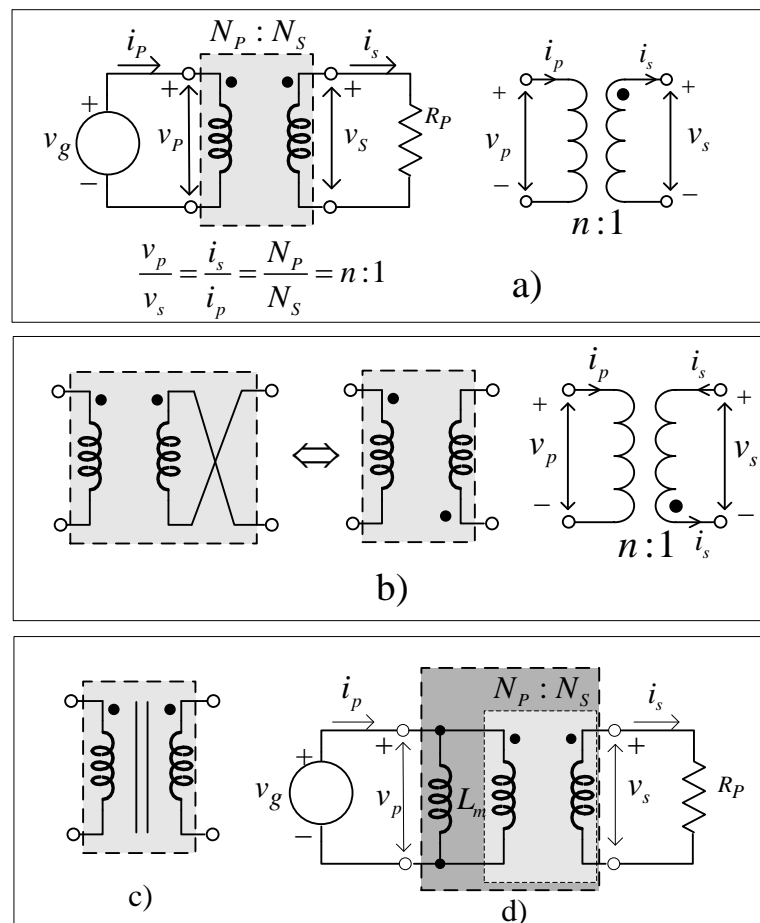 i_P N_P : N_S i_s i_p i_s
+ + + R_P + +
v_g v_P v_S v_p v_s
− − −
n:1
v_p/v_s = i_s/i_p = N_P/N_S = n:1
a)
i_p i_s
+ +
v_p v_s
− −
n:1 i_s
b)
i_p N_P : N_S i_s
+ + +
v_g v_p L_m v_s R_P
−
c)
d)